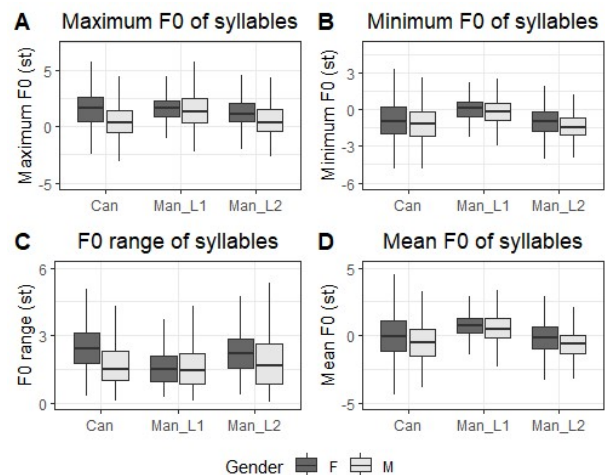 A Maximum F0 of syllables
Maximum F0 (st)
5
0
-5
Can Man_L1 Man_L2
B Minimum F0 of syllables
Minimum F0 (st)
3
0
-3
-6
Can Man_L1 Man_L2
C F0 range of syllables
F0 range (st)
6
3
0
Can Man_L1 Man_L2
D Mean F0 of syllables
Mean F0 (st)
5
0
-5
Can Man_L1 Man_L2
Gender F M